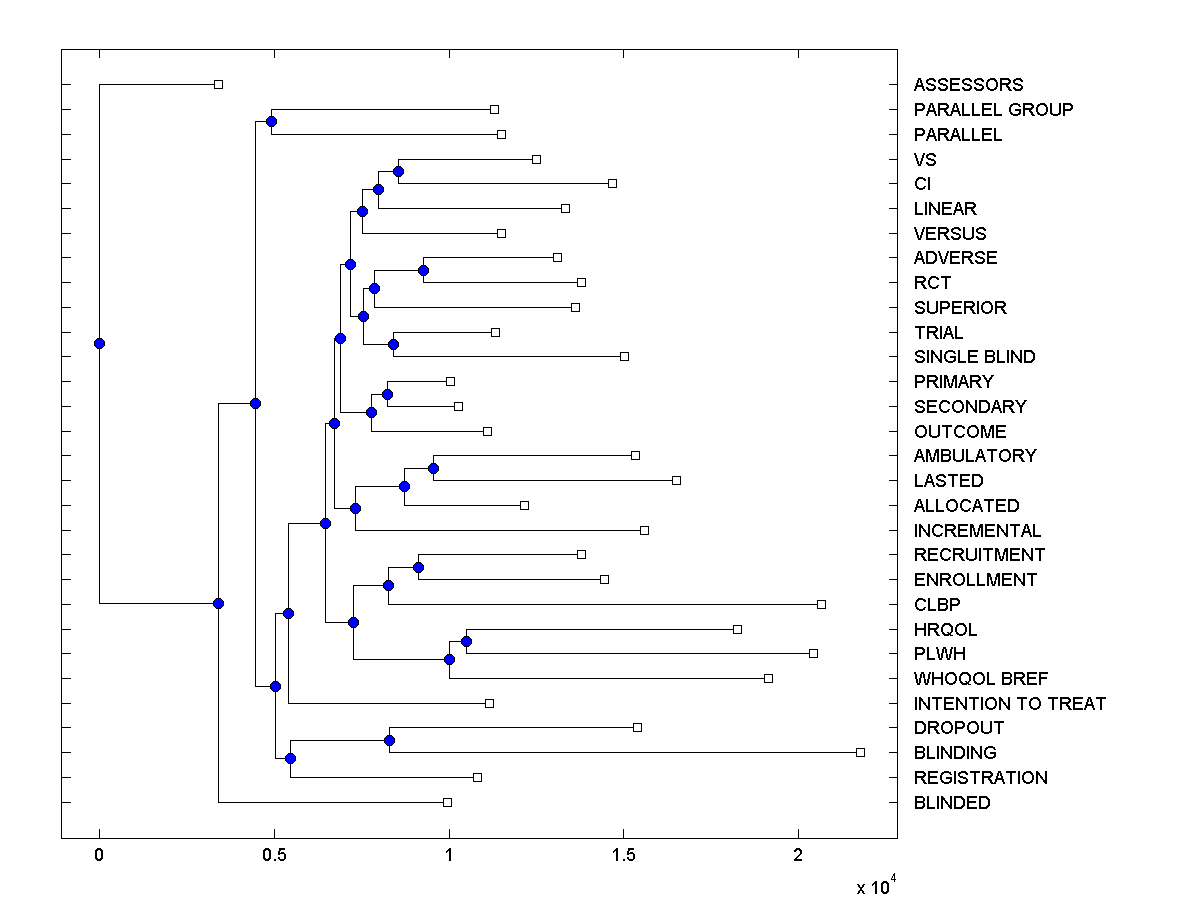 ASSESSORS
PARALLEL GROUP
PARALLEL
VS
CI
LINEAR
VERSUS
ADVERSE
RCT
SUPERIOR
TRIAL
SINGLE BLIND
PRIMARY
SECONDARY
OUTCOME
AMBULATORY
LASTED
ALLOCATED
INCREMENTAL
RECRUITMENT
ENROLLMENT
CLBP
HRQOL
PLWH
WHOQOL BREF
INTENTION TO TREAT
DROPOUT
BLINDING
REGISTRATION
BLINDED
0 0.5 1 1.5 2
x 10^4